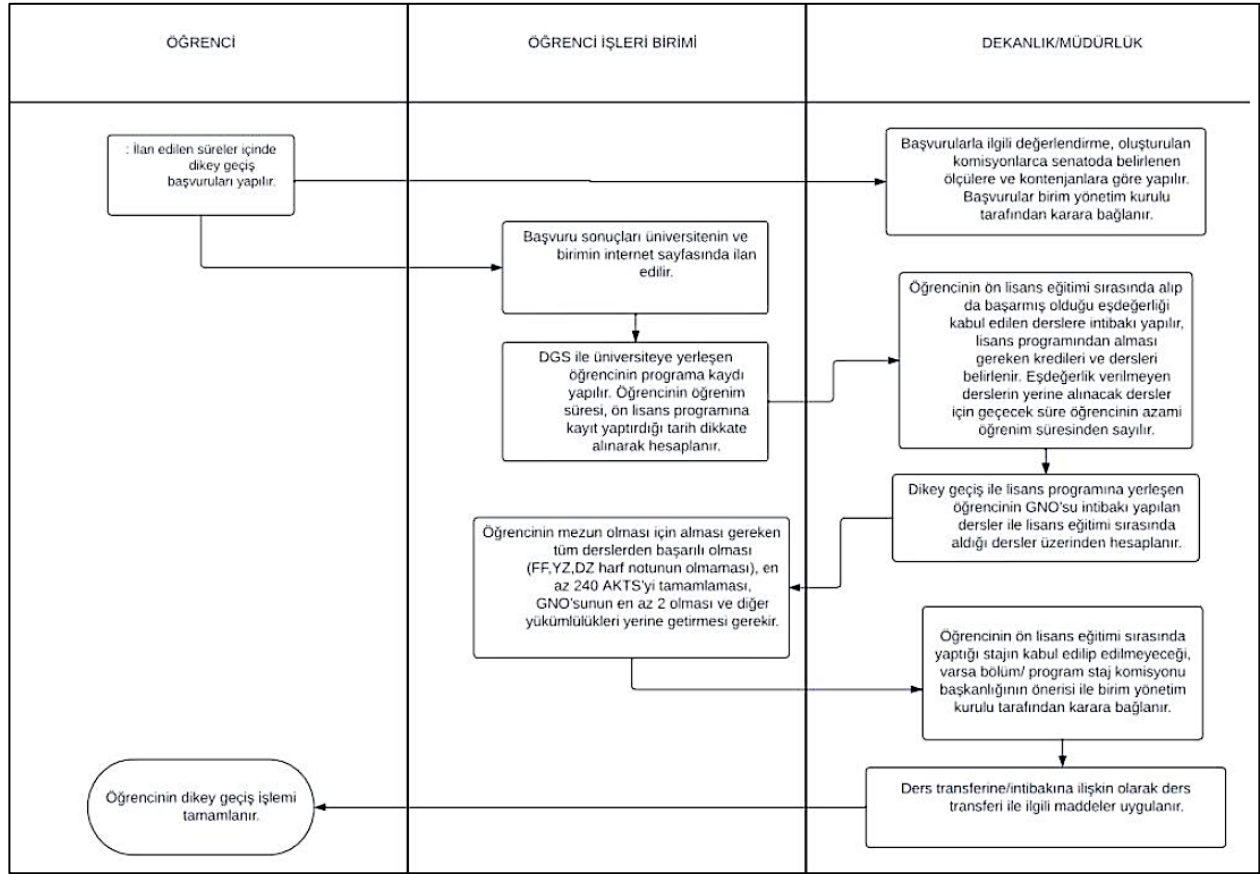 ÖĞRENCİ
ÖĞRENCİ İŞLERİ BİRİMİ
DEKANLIK/MÜDÜRLÜK
: İlan edilen süreler içinde
dikey geçiş
başvuruları yapılır.
Başvurularla ilgili değerlendirme, oluşturulan
komisyonlarca senatoda belirlenen
ölçülere ve kontenjanlara göre yapılır.
Başvurular birim yönetim kurulu
tarafından karara bağlanır.
Başvuru sonuçları üniversitenin ve
birimin internet sayfasında ilan
edilir.
DGS ile üniversiteye yerleşen
öğrencinin programa kaydı
yapılır. Öğrencinin öğrenim
süresi, ön lisans programına
kayıt yaptırdığı tarih dikkate
alınarak hesaplanır.
Öğrencinin ön lisans eğitimi sırasında alıp
da başarmış olduğu eşdeğerliği
kabul edilen derslere intibakı yapılır,
lisans programından alması
gereken kredileri ve dersleri
belirlenir. Eşdeğerlik verilmeyen
derslerin yerine alınacak dersler
için geçecek süre öğrencinin azami
öğrenim süresinden sayılır.
Dikey geçiş ile lisans programına yerleşen
öğrencinin GNO'su intibakı yapılan
dersler ile lisans eğitimi sırasında
aldığı dersler üzerinden hesaplanır.
Öğrencinin mezun olması için alması gereken
tüm derslerden başarılı olması
(FF,YZ,DZ harf notunun olmaması), en
az 240 AKTS'yi tamamlaması,
GNO'sunun en az 2 olması ve diğer
yükümlülükleri yerine getirmesi gerekir.
Öğrencinin ön lisans eğitimi sırasında
yaptığı stajın kabul edilip edilmeyeceği,
varsa bölüm/ program staj komisyonu
başkanlığının önerisi ile birim yönetim
kurulu tarafından karara bağlanır.
Ders transferine/intibakına ilişkin olarak ders
transferi ile ilgili maddeler uygulanır.
Öğrencinin dikey geçiş işlemi
tamamlanır.